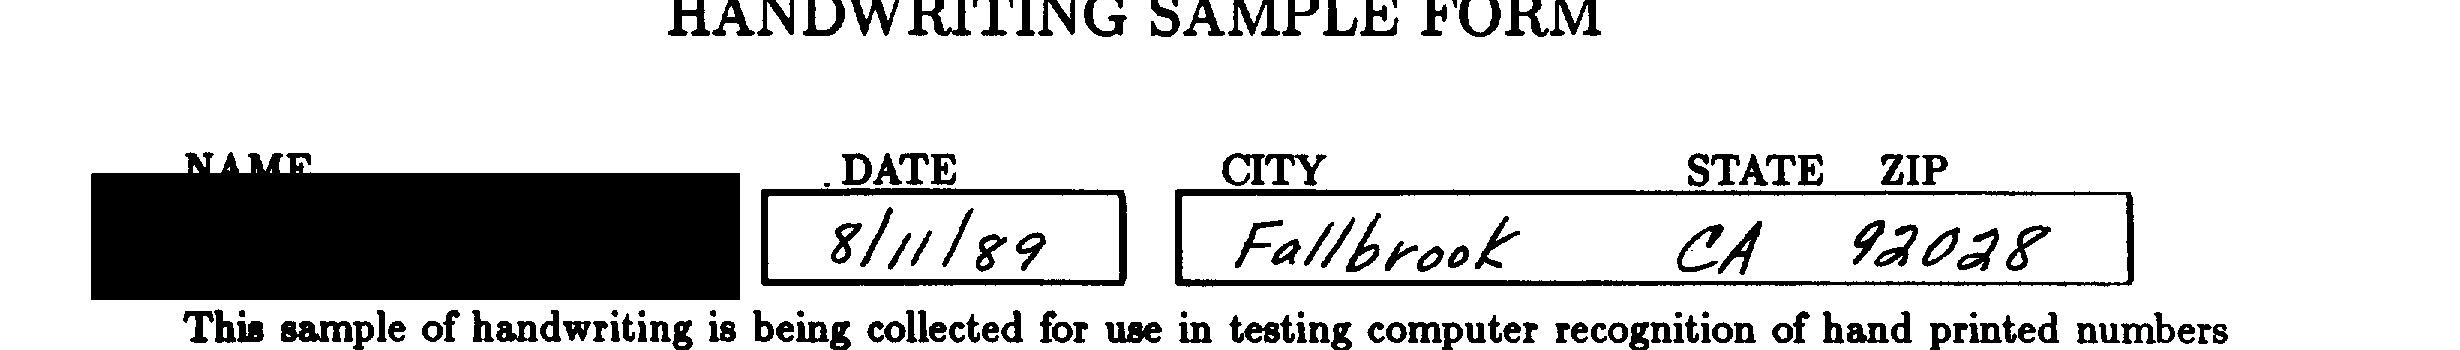 HANDWRITING SAMPLE FORM
NAME DATE CITY STATE ZIP
8/11/89 Fallbrook CA 92028
This sample of handwriting is being collected for use in testing computer recognition of hand printed numbers